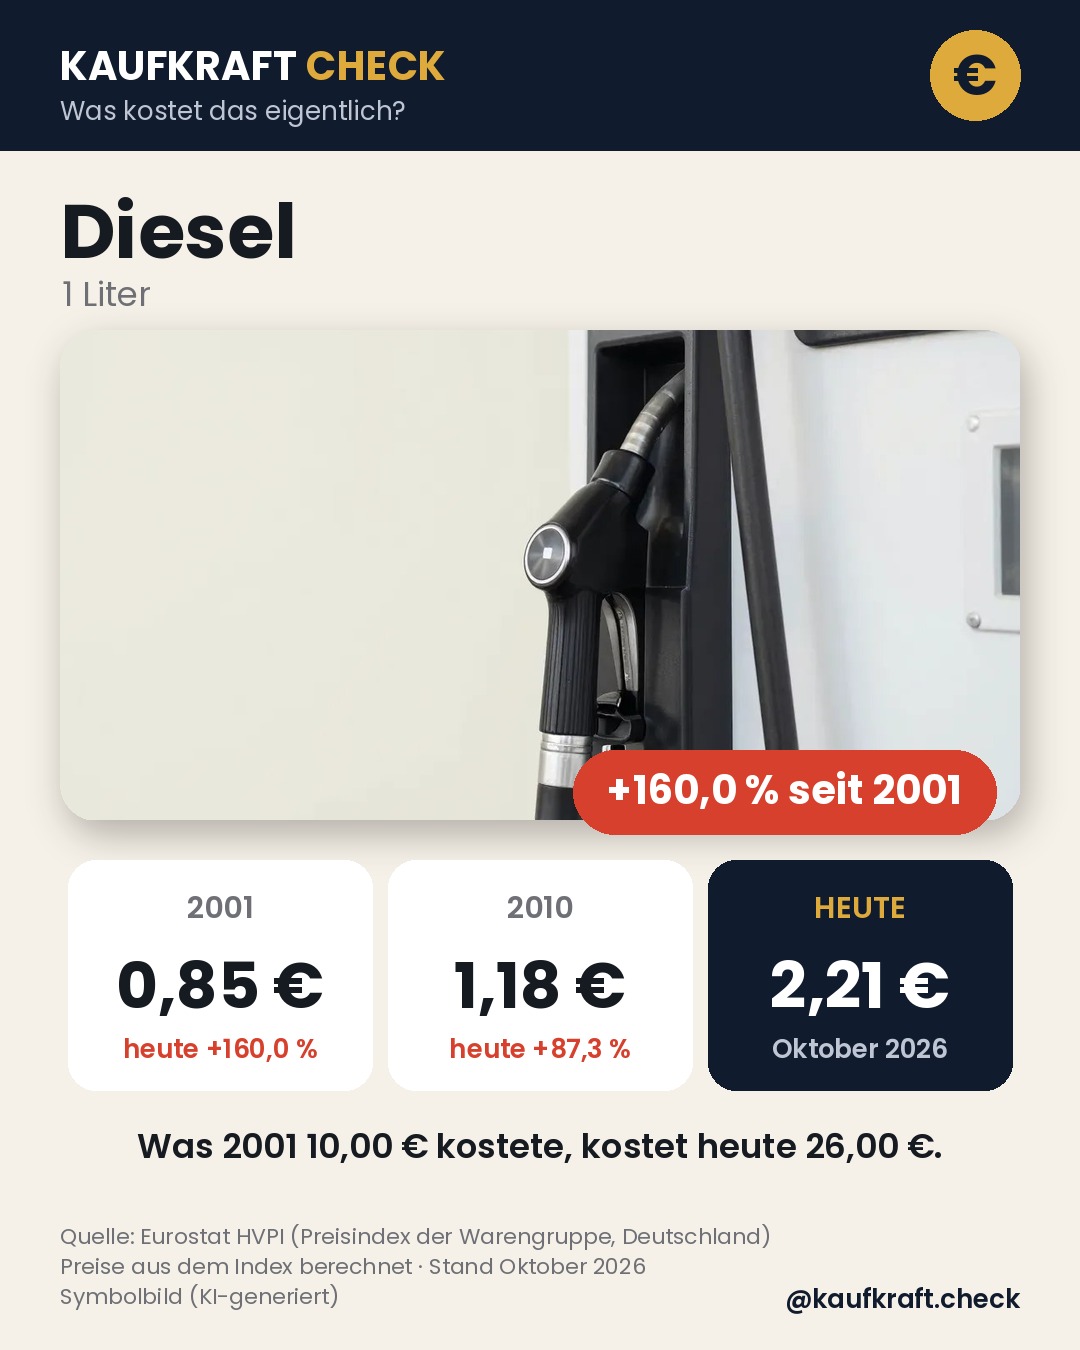 KAUFKRAFT CHECK
Was kostet das eigentlich?
€
Diesel
1 Liter
+160,0 % seit 2001
2001
0,85 €
heute +160,0 %
2010
1,18 €
heute +87,3 %
HEUTE
2,21 €
Oktober 2026
Was 2001 10,00 € kostete, kostet heute 26,00 €.
Quelle: Eurostat HVPI (Preisindex der Warengruppe, Deutschland)
Preise aus dem Index berechnet · Stand Oktober 2026
Symbolbild (KI-generiert)
@kaufkraft.check